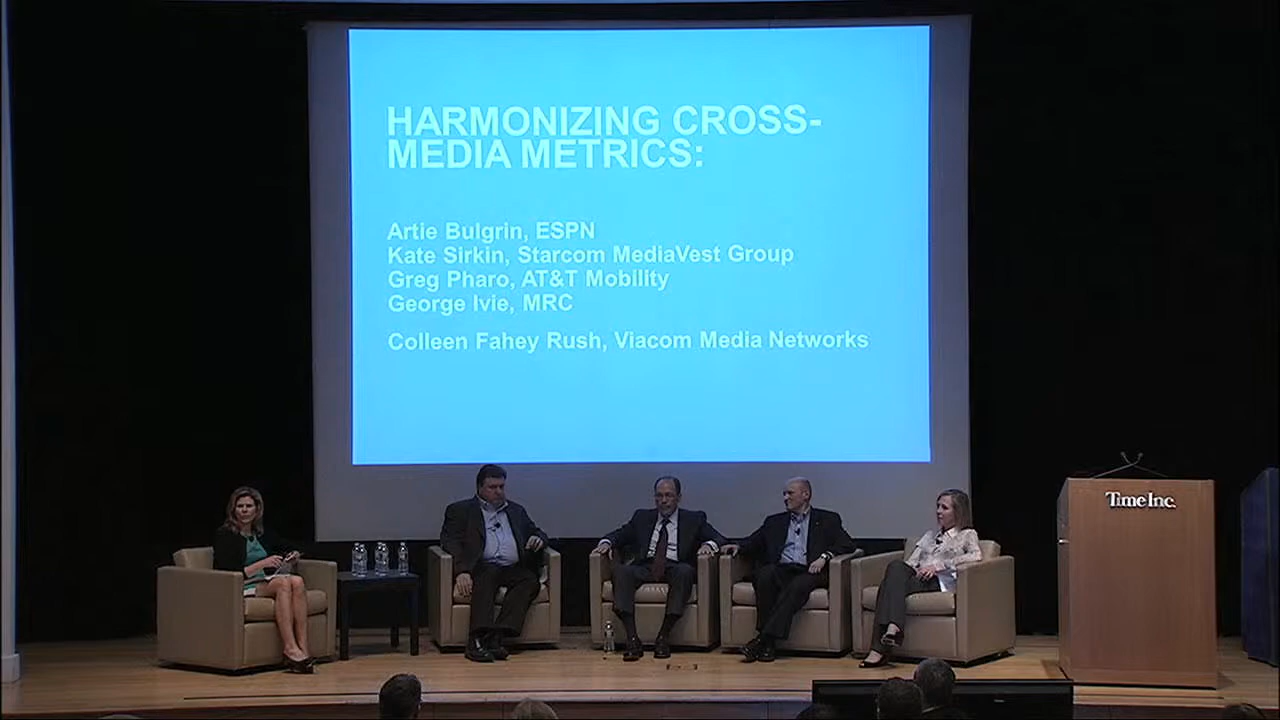 HARMONIZING CROSS-
MEDIA METRICS:
Artie Bulgrin, ESPN
Kate Sirkin, Starcom MediaVest Group
Greg Pharo, AT&T Mobility
George Ivie, MRC
Colleen Fahey Rush, Viacom Media Networks
Time Inc.